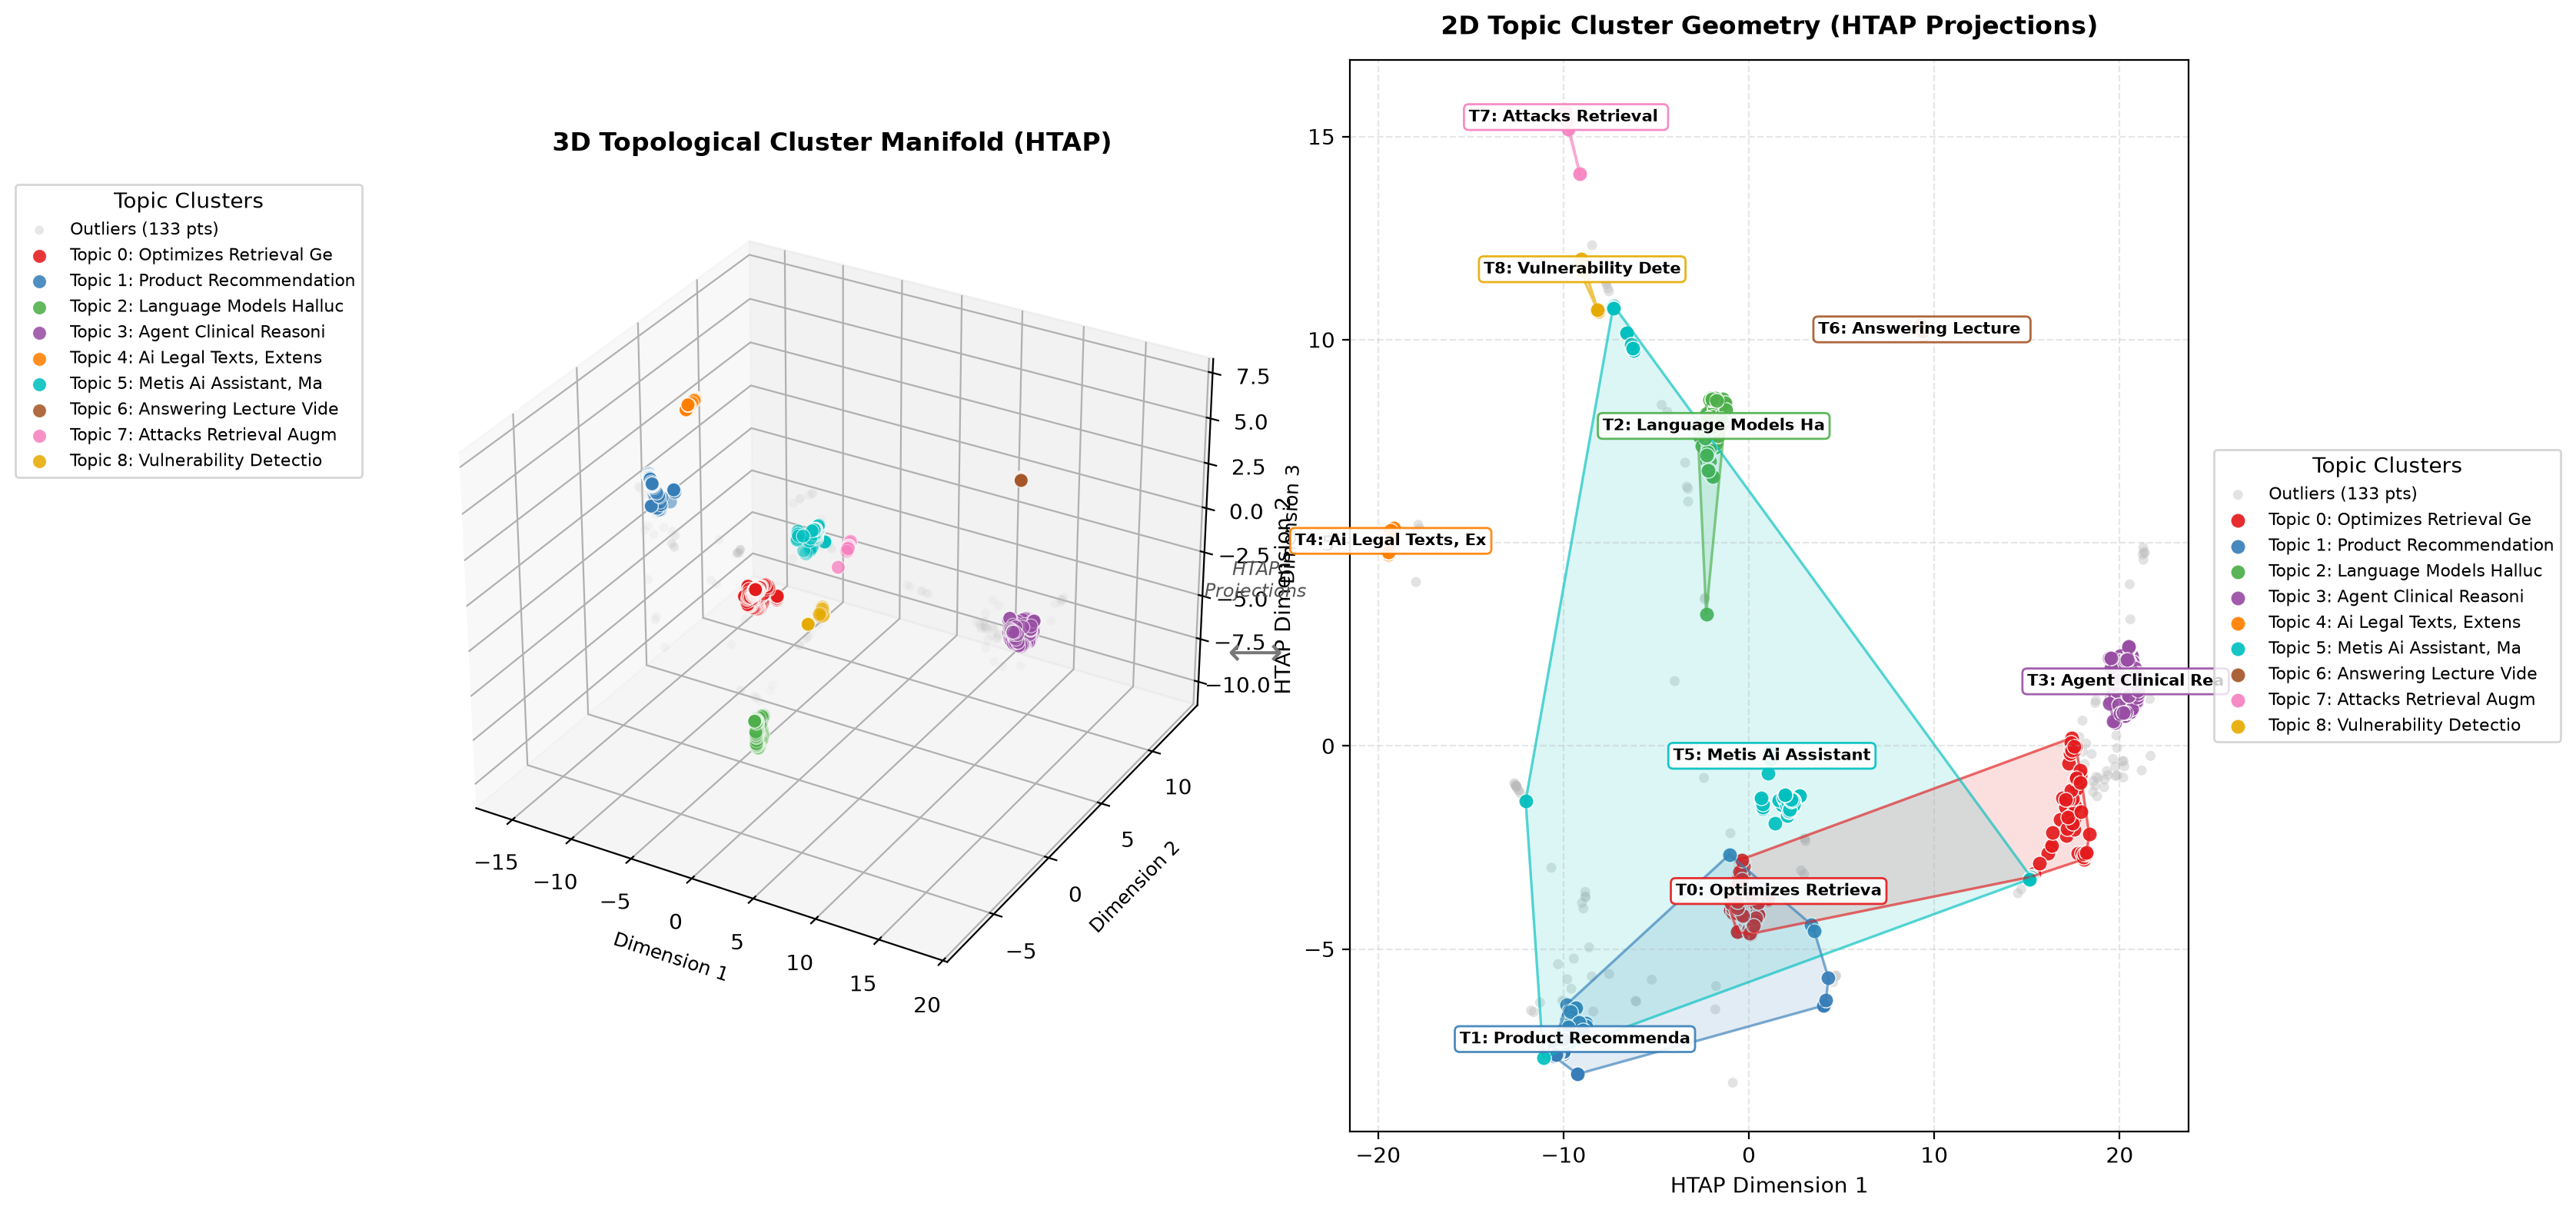 3D Topological Cluster Manifold (HTAP)
Topic Clusters
Outliers (133 pts)
Topic 0: Optimizes Retrieval Ge
Topic 1: Product Recommendation
Topic 2: Language Models Halluc
Topic 3: Agent Clinical Reasoni
Topic 4: Ai Legal Texts, Extens
Topic 5: Metis Ai Assistant, Ma
Topic 6: Answering Lecture Vide
Topic 7: Attacks Retrieval Augm
Topic 8: Vulnerability Detectio
7.5
5.0
2.5
0.0
−2.5
−5.0
−7.5
−10.0
Dimension 3
−15
−10
−5
0
5
10
15
20
Dimension 1
−5
0
5
10
Dimension 2
HTAP
Projections
2D Topic Cluster Geometry (HTAP Projections)
HTAP Dimension 2
15
10
0
−5
T7: Attacks Retrieval
T8: Vulnerability Dete
T6: Answering Lecture
T2: Language Models Ha
T4: Ai Legal Texts, Ex
T3: Agent Clinical Rea
T5: Metis Ai Assistant
T0: Optimizes Retrieva
T1: Product Recommenda
−20
−10
0
10
20
HTAP Dimension 1
Topic Clusters
Outliers (133 pts)
Topic 0: Optimizes Retrieval Ge
Topic 1: Product Recommendation
Topic 2: Language Models Halluc
Topic 3: Agent Clinical Reasoni
Topic 4: Ai Legal Texts, Extens
Topic 5: Metis Ai Assistant, Ma
Topic 6: Answering Lecture Vide
Topic 7: Attacks Retrieval Augm
Topic 8: Vulnerability Detectio